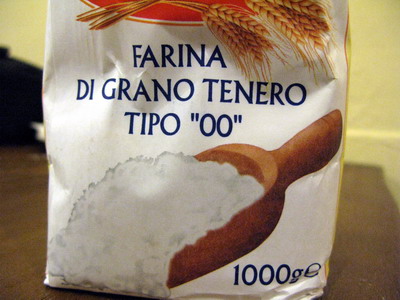 FARINA
DI GRANO TENERO
TIPO "00"
1000g℮